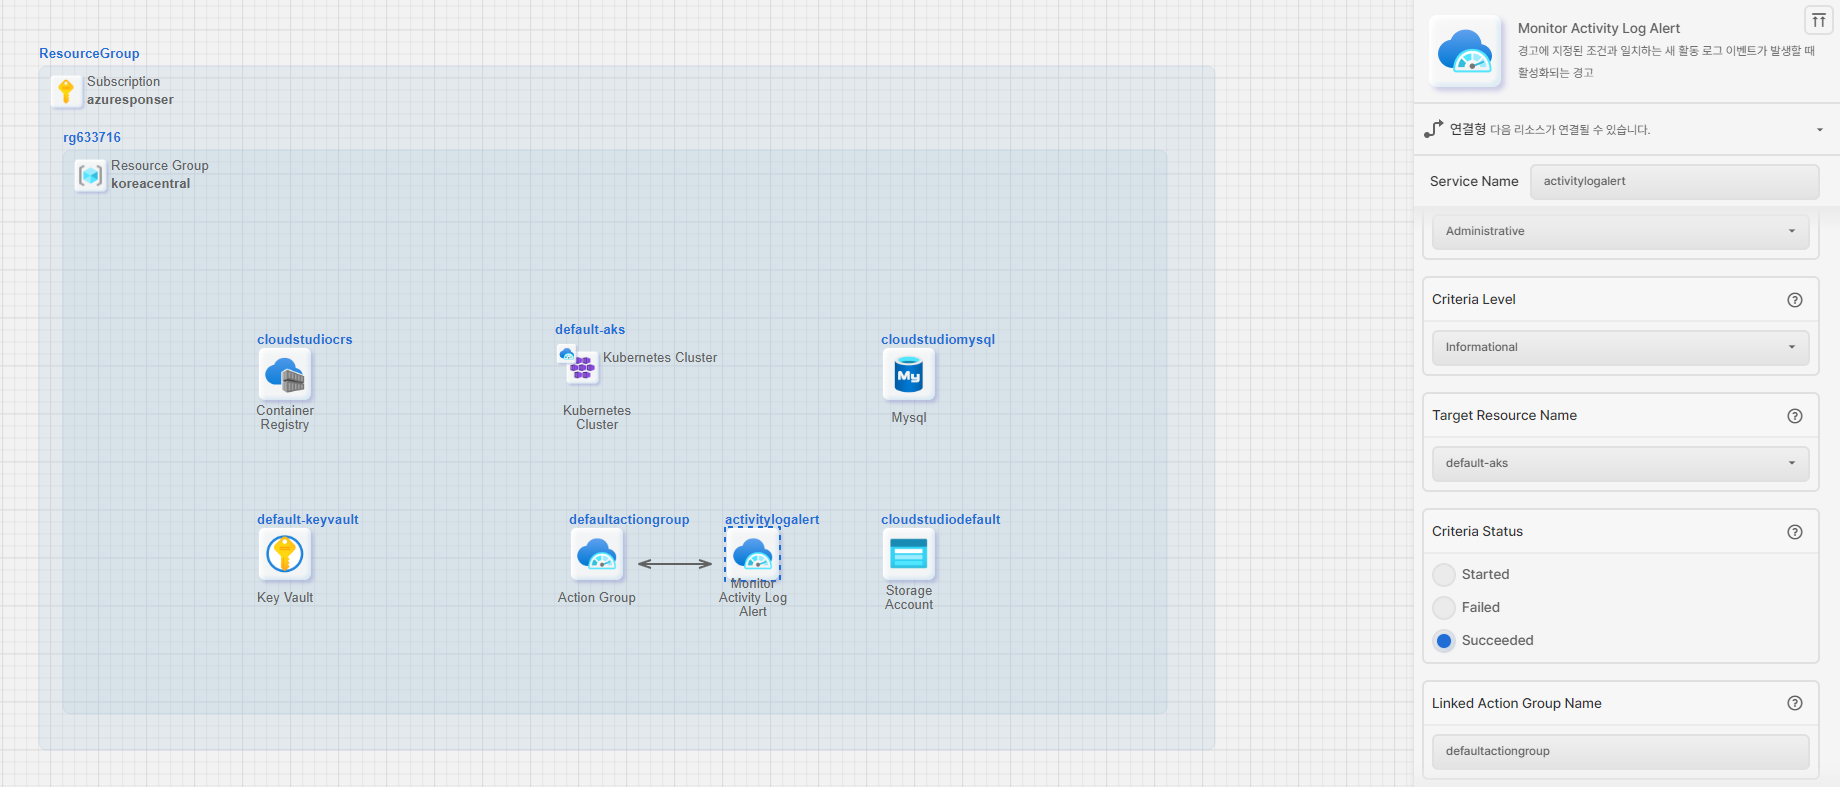 ResourceGroup
Subscription
azuresponser
rg633716
Resource Group
koreacentral
cloudstudiocrs
Container
Registry
default-aks
Kubernetes Cluster
Kubernetes
Cluster
cloudstudiomysql
My
Mysql
default-keyvault
Key Vault
defaultactiongroup
Action Group
activitylogalert
Monitor
Activity Log
Alert
cloudstudiodefault
Storage
Account
Monitor Activity Log Alert
경고에 지정된 조건과 일치하는 새 활동 로그 이벤트가 발생할 때
활성화되는 경고
연결형 다음 리소스가 연결될 수 있습니다.
Service Name activitylogalert
Administrative
Criteria Level
Informational
Target Resource Name
default-aks
Criteria Status
Started
Failed
Succeeded
Linked Action Group Name
defaultactiongroup